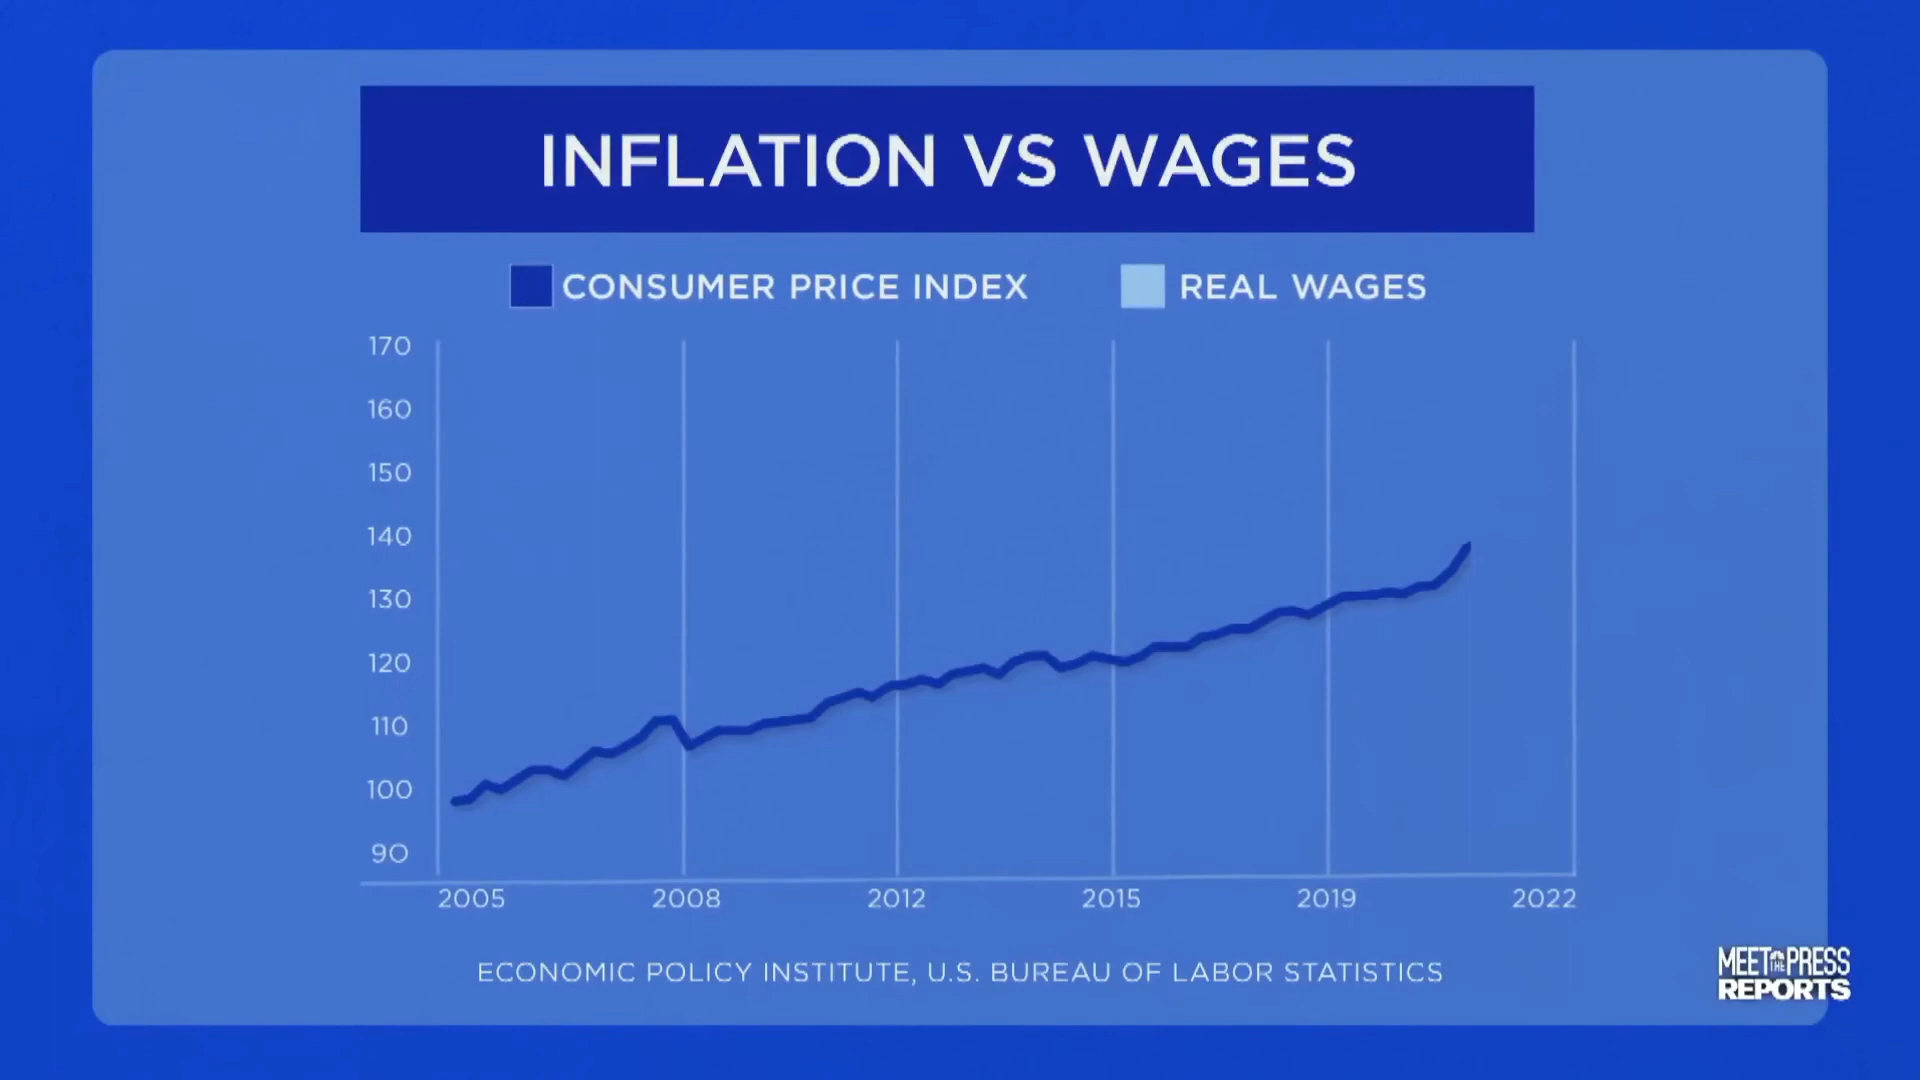 INFLATION VS WAGES
CONSUMER PRICE INDEX
REAL WAGES
170
160
150
140
130
120
110
100
90
2005 2008 2012 2015 2019 2022
ECONOMIC POLICY INSTITUTE, U.S. BUREAU OF LABOR STATISTICS
MEET THE PRESS
REPORTS